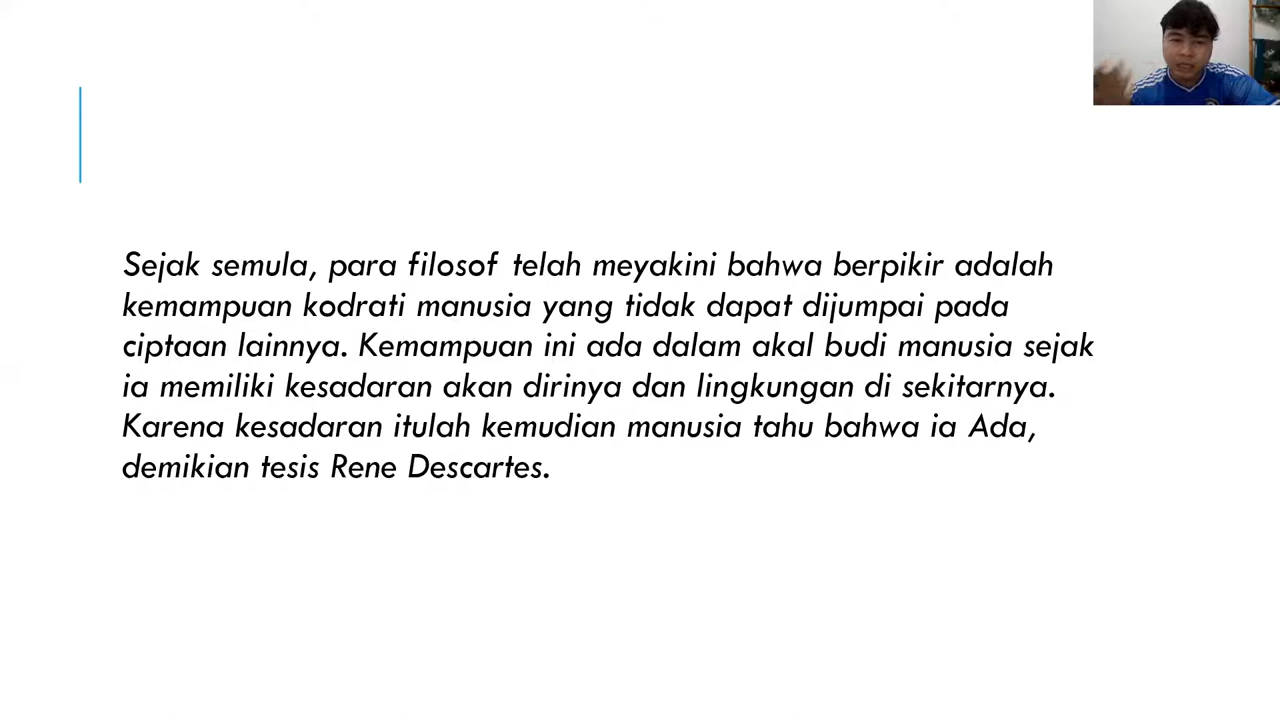 Sejak semula, para filosof telah meyakini bahwa berpikir adalah
kemampuan kodrati manusia yang tidak dapat dijumpai pada
ciptaan lainnya. Kemampuan ini ada dalam akal budi manusia sejak
ia memiliki kesadaran akan dirinya dan lingkungan di sekitarnya.
Karena kesadaran itulah kemudian manusia tahu bahwa ia Ada,
demikian tesis Rene Descartes.